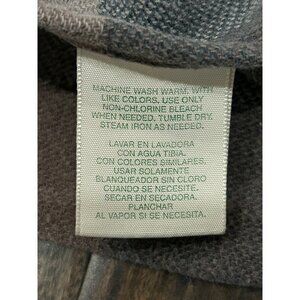 MACHINE WASH WARM. WITH
LIKE COLORS. USE ONLY
NON-CHLORINE BLEACH
WHEN NEEDED. TUMBLE DRY.
STEAM IRON AS NEEDED.
LAVAR EN LAVADORA
CON AGUA TIBIA.
CON COLORES SIMILARES.
USAR SOLAMENTE
BLANQUEADOR SIN CLORO
CUANDO SE NECESITE.
SECAR EN SECADORA.
PLANCHAR
AL VAPOR SI SE NECESITA.